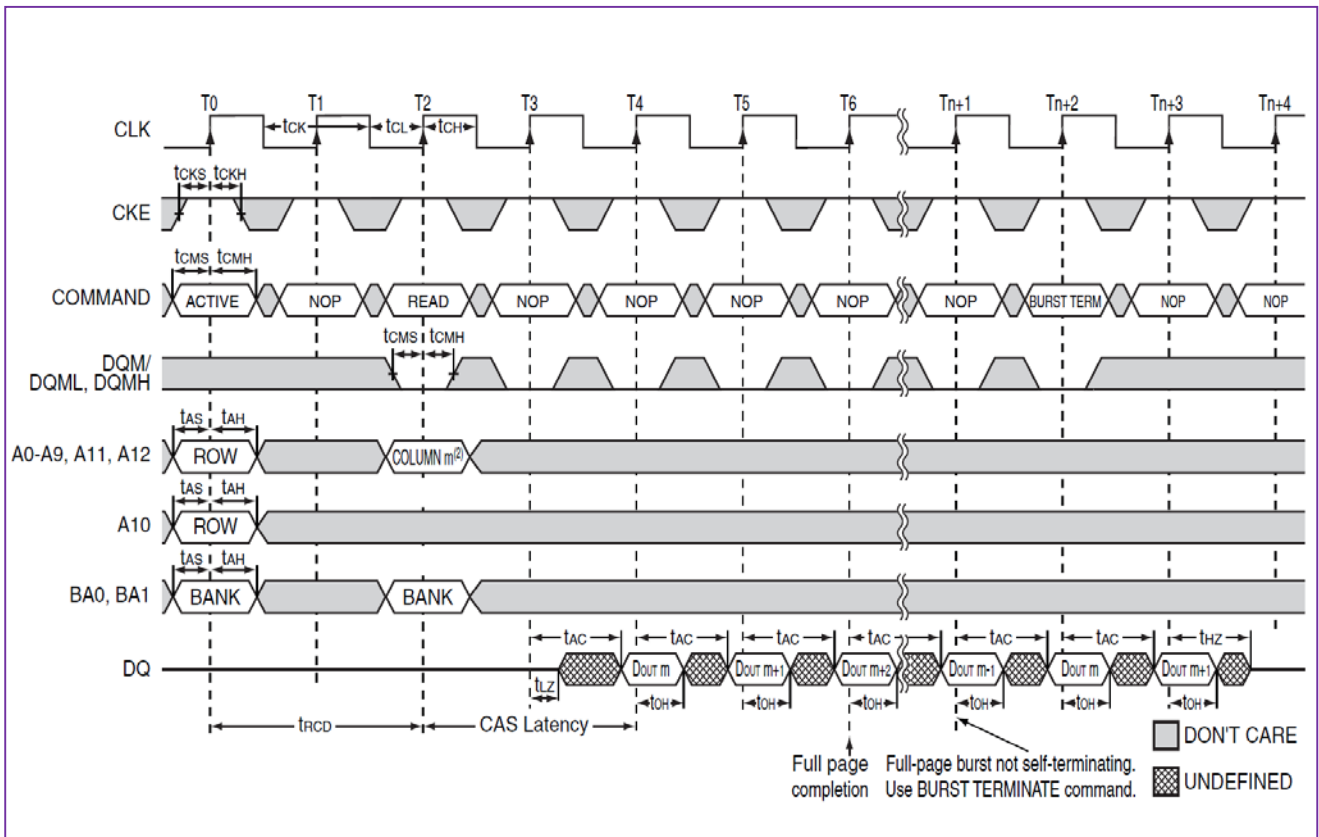 T0 T1 T2 T3 T4 T5 T6 Tn+1 Tn+2 Tn+3 Tn+4
CLK tCK tCL tCH
tCKS tCKH
CKE
tCMS tCMH
COMMAND ACTIVE NOP READ NOP NOP NOP NOP NOP BURST TERM NOP NOP
tCMS tCMH
DQM/
DQML, DQMH
tAS tAH
A0-A9, A11, A12 ROW COLUMN m(2)
tAS tAH
A10 ROW
tAS tAH
BA0, BA1 BANK BANK
tAC tAC tAC tAC tAC tAC tHZ
DQ DOUT m DOUT m+1 DOUT m+2 DOUT m-1 DOUT m DOUT m+1
tLZ tOH tOH tOH tOH tOH tOH
tRCD CAS Latency
DON'T CARE
Full page
completion
Full-page burst not self-terminating.
Use BURST TERMINATE command.
UNDEFINED